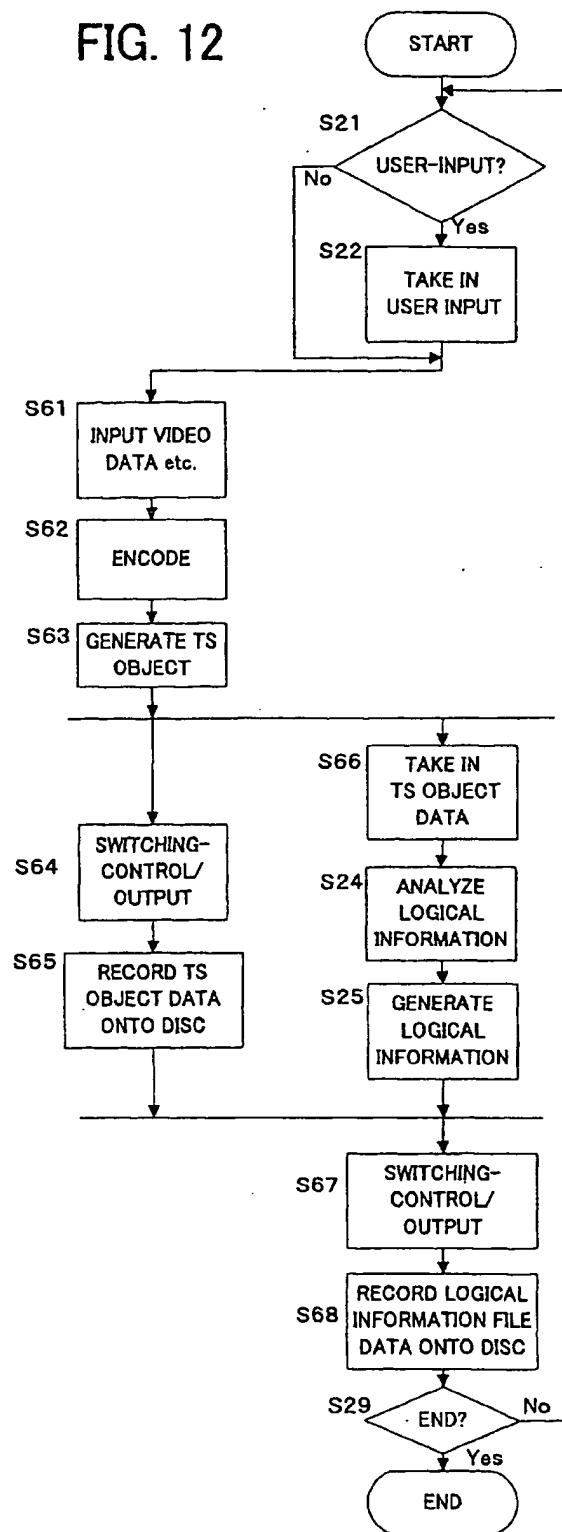 FIG. 12
START
S21
USER-INPUT?
No
Yes
S22
TAKE IN
USER INPUT
S61
INPUT VIDEO
DATA etc.
S62
ENCODE
S63
GENERATE TS
OBJECT
S66
TAKE IN
TS OBJECT
DATA
S64
SWITCHING-
CONTROL/
OUTPUT
S24
ANALYZE
LOGICAL
INFORMATION
S65
RECORD TS
OBJECT DATA
ONTO DISC
S25
GENERATE
LOGICAL
INFORMATION
S67
SWITCHING-
CONTROL/
OUTPUT
S68
RECORD LOGICAL
INFORMATION FILE
DATA ONTO DISC
S29
END?
No
Yes
END